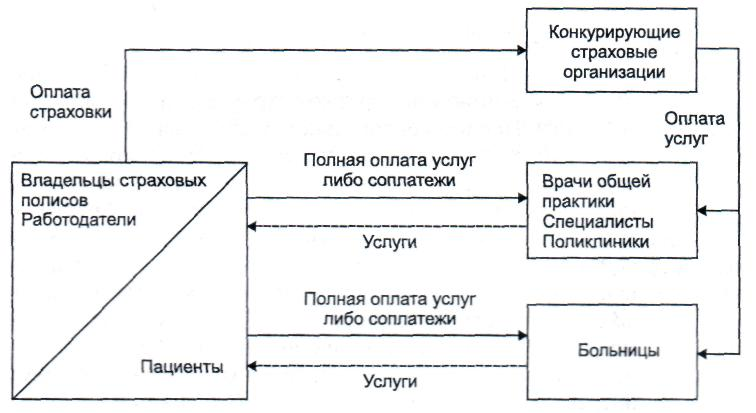 Конкурирующие
страховые
организации
Оплата
страховки
Оплата
услуг
Владельцы страховых
полисов
Работодатели
Полная оплата услуг
либо соплатежи
Врачи общей
практики
Специалисты
Поликлиники
Услуги
Полная оплата услуг
либо соплатежи
Больницы
Пациенты
Услуги